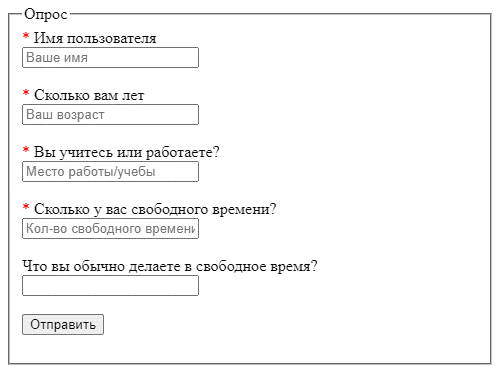 Опрос
* Имя пользователя
Ваше имя
* Сколько вам лет
Ваш возраст
* Вы учитесь или работаете?
Место работы/учебы
* Сколько у вас свободного времени?
Кол-во свободного времени
Что вы обычно делаете в свободное время?
Отправить